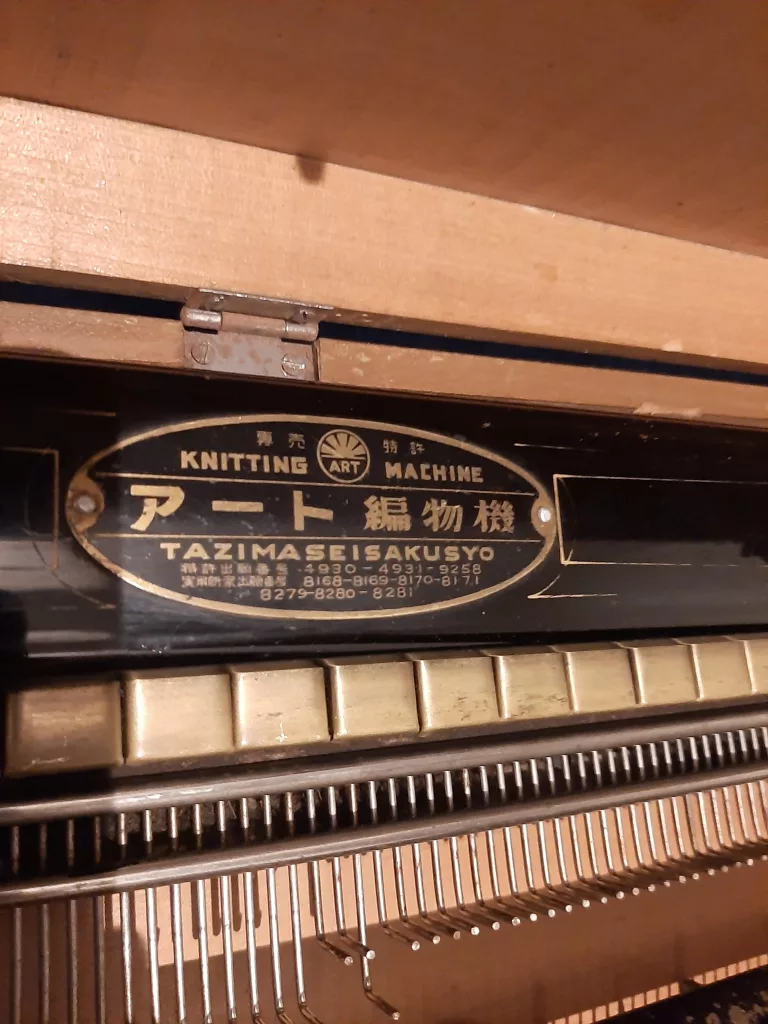 専売 特許
KNITTING ART MACHINE
アート 編物機
TAZIMASEISAKUSYO
特許出願番号 4930-4931-9258
実用新案出願番号 8168-8169-8170-8171
8279-8280-8281